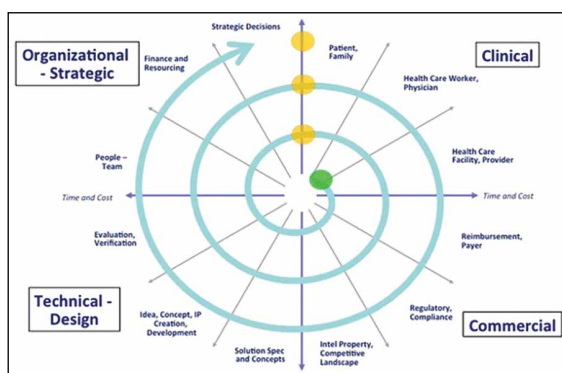 Strategic Decisions
Organizational
- Strategic
Finance and
Resourcing
Patient,
Family
Clinical
Health Care Worker,
Physician
People –
Team
Health Care
Facility, Provider
Time and Cost
Time and Cost
Evaluation,
Verification
Reimbursement,
Payer
Technical -
Design
Idea, Concept, IP
Creation,
Development
Solution Spec
and Concepts
Intel Property,
Competitive
Landscape
Regulatory,
Compliance
Commercial